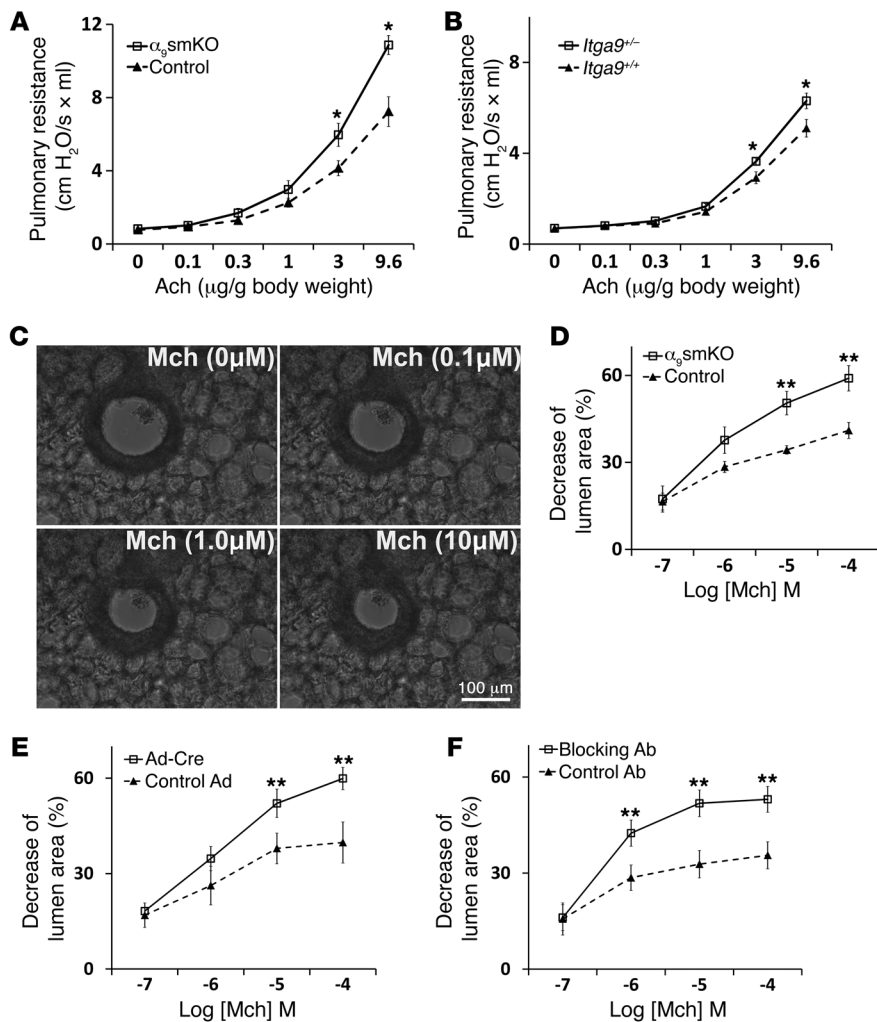 A
12
8
4
0
Pulmonary resistance
(cm H₂O/s × ml)
α₉smKO
Control
*
*
0 0.1 0.3 1 3 9.6
Ach (μg/g body weight)
B
8
4
0
Pulmonary resistance
(cm H₂O/s × ml)
Itga9⁺/⁻
Itga9⁺/⁺
*
*
0 0.1 0.3 1 3 9.6
Ach (μg/g body weight)
C
Mch (0μM)
Mch (0.1μM)
Mch (1.0μM)
Mch (10μM)
100 μm
D
60
30
0
Decrease of
lumen area (%)
α₉smKO
Control
**
**
-7 -6 -5 -4
Log [Mch] M
E
60
30
0
Decrease of
lumen area (%)
Ad-Cre
Control Ad
**
**
-7 -6 -5 -4
Log [Mch] M
F
60
30
0
Decrease of
lumen area (%)
Blocking Ab
Control Ab
**
**
**
-7 -6 -5 -4
Log [Mch] M